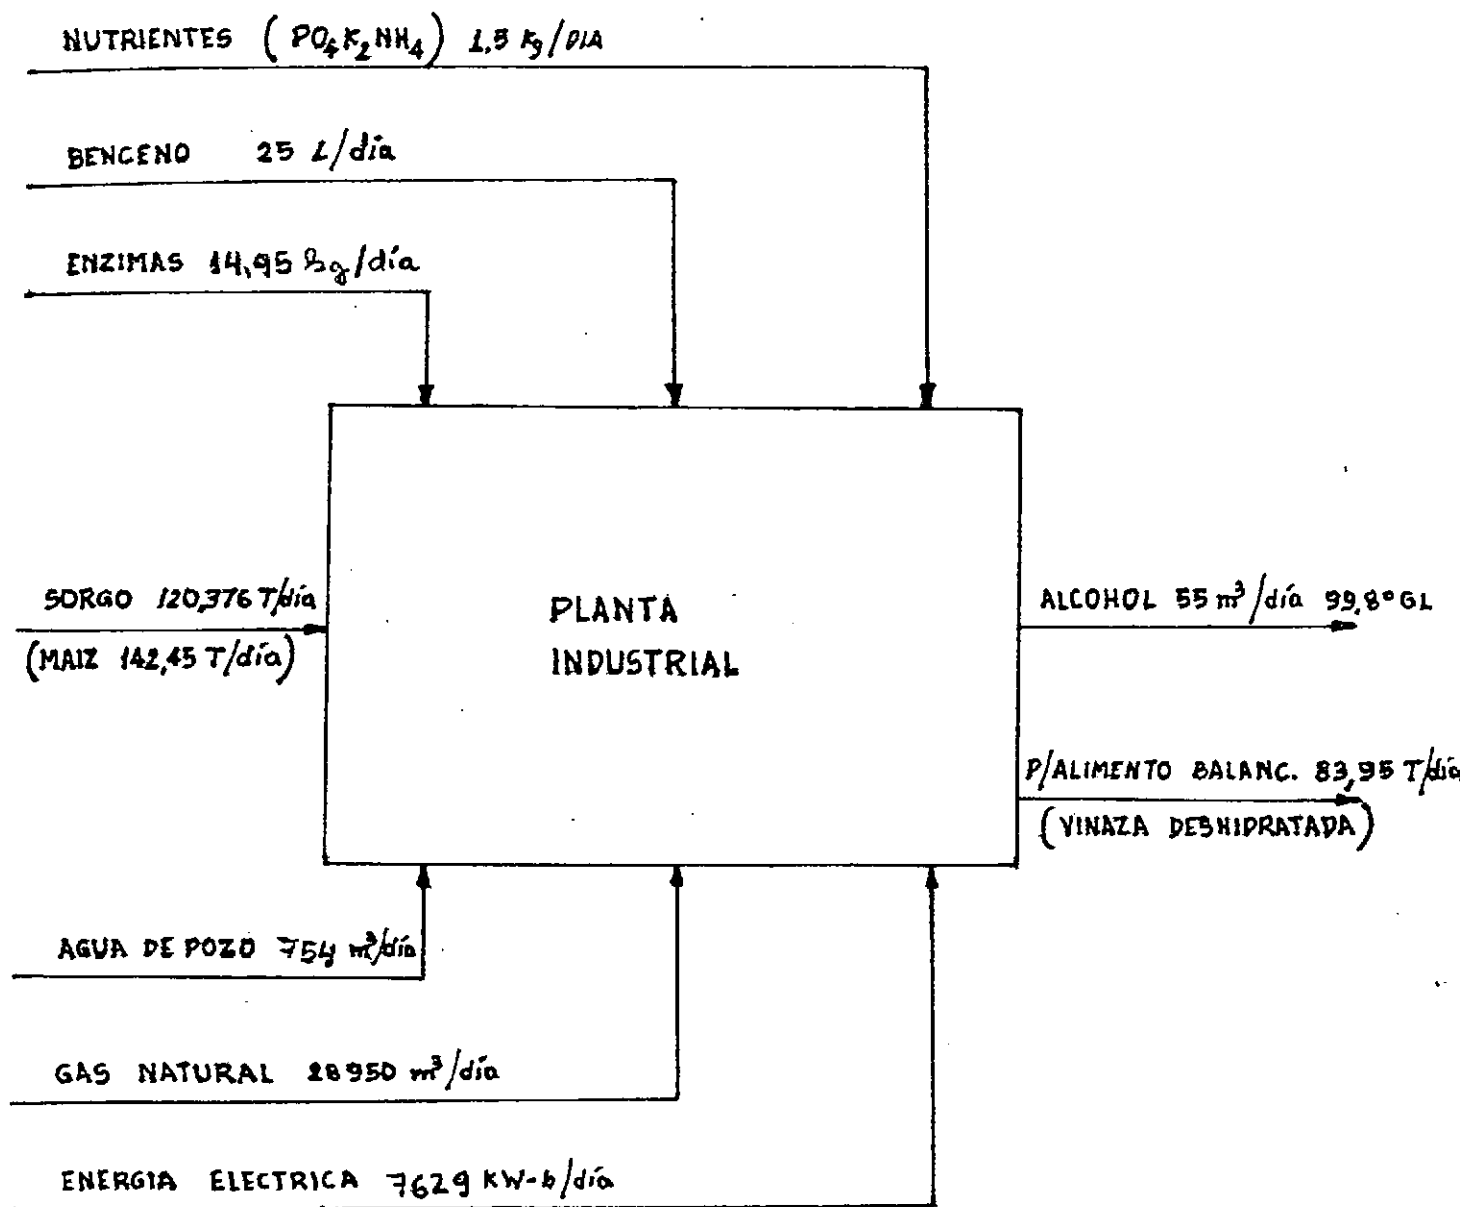 NUTRIENTES (PO4K2NH4) 1,5 Kg/DIA
BENCENO 25 L/día
ENZIMAS 14,95 kg/día
SORGO 120,376 T/día
(MAIZ 142,45 T/día)
PLANTA
INDUSTRIAL
ALCOHOL 55 m³/día 99,8° GL
P/ALIMENTO BALANC. 83,95 T/día
(VINAZA DESHIDRATADA)
AGUA DE POZO 754 m³/día
GAS NATURAL 28950 m³/día
ENERGIA ELECTRICA 7629 KW-h/día